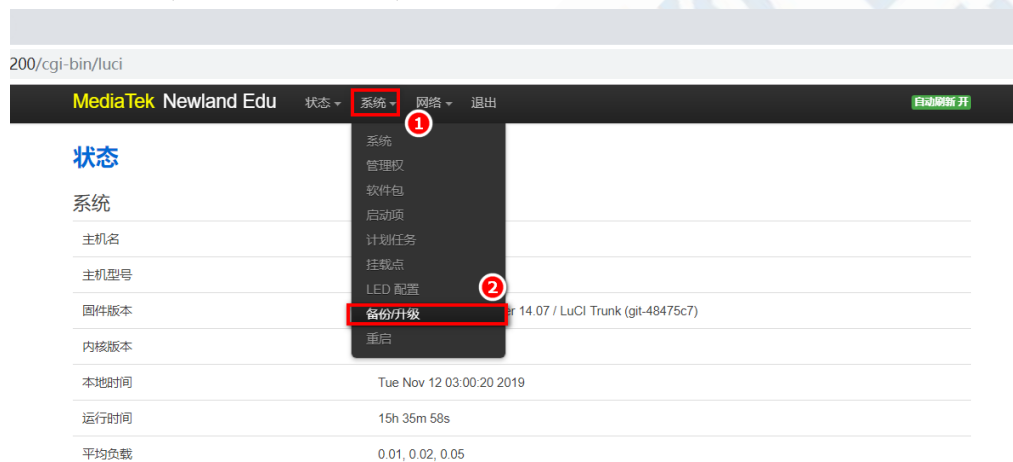 200/cgi-bin/luci
MediaTek Newland Edu 状态 系统 网络 退出 自动刷新 开
1
状态
系统
管理权
软件包
启动项
计划任务
挂载点
LED 配置
2
备份/升级
重启
系统
主机名
主机型号
固件版本 er 14.07 / LuCI Trunk (git-48475c7)
内核版本
本地时间 Tue Nov 12 03:00:20 2019
运行时间 15h 35m 58s
平均负载 0.01, 0.02, 0.05